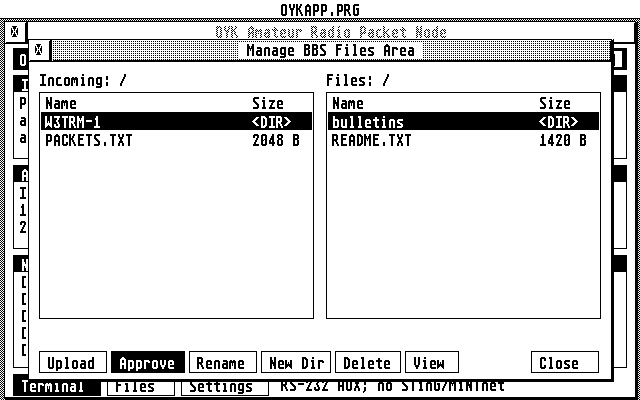 OYKAPP.PRG
OYK Amateur Radio Packet Node
Manage BBS Files Area
Incoming: / Files: /
Name Size Name Size
W3TRM-1 <DIR> bulletins <DIR>
PACKETS.TXT 2048 B README.TXT 1420 B
Upload Approve Rename New Dir Delete View Close
Terminal Files Settings RS-232 AUX; no STinG/MiNTnet